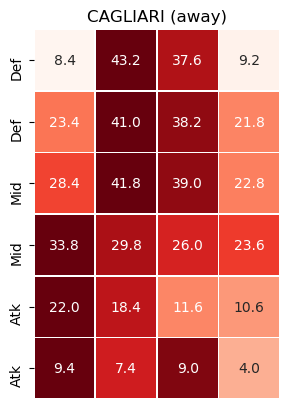 CAGLIARI (away)
Def 8.4 43.2 37.6 9.2
Def 23.4 41.0 38.2 21.8
Mid 28.4 41.8 39.0 22.8
Mid 33.8 29.8 26.0 23.6
Atk 22.0 18.4 11.6 10.6
Atk 9.4 7.4 9.0 4.0